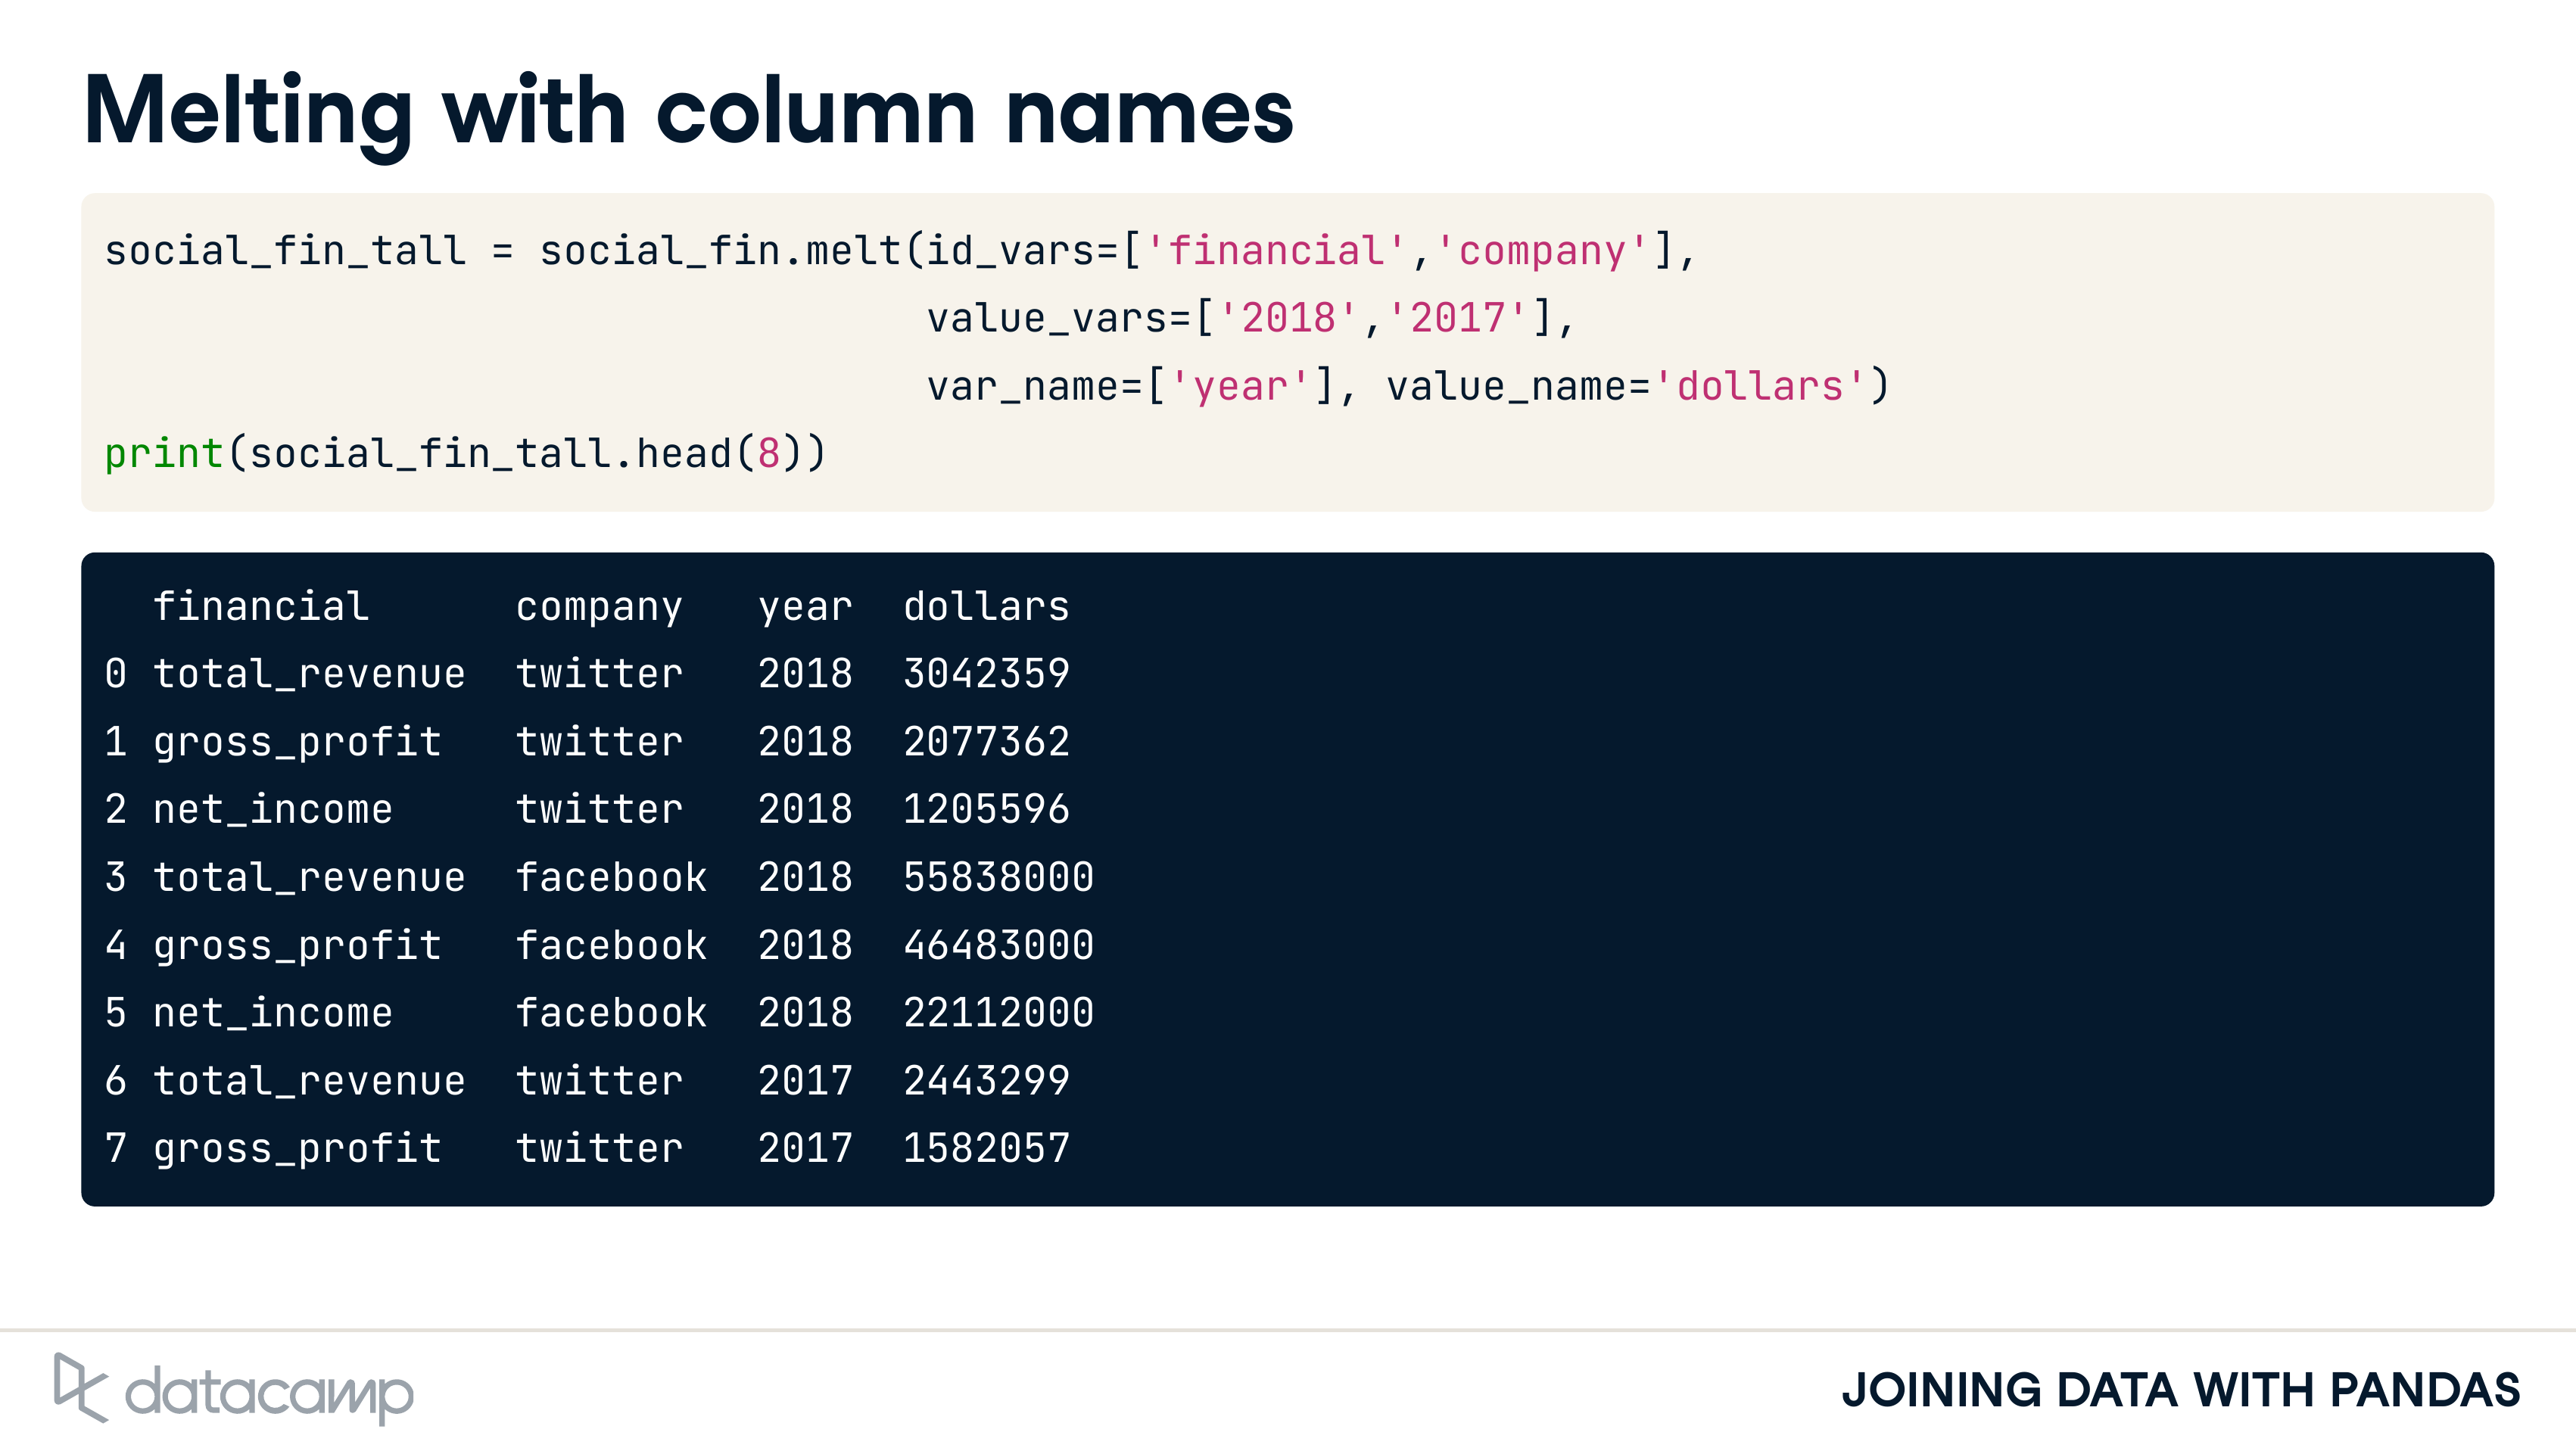 Melting with column names
social_fin_tall = social_fin.melt(id_vars=['financial','company'],
                                  value_vars=['2018','2017'],
                                  var_name=['year'], value_name='dollars')
print(social_fin_tall.head(8))
  financial      company   year  dollars
0 total_revenue  twitter   2018  3042359
1 gross_profit   twitter   2018  2077362
2 net_income     twitter   2018  1205596
3 total_revenue  facebook  2018  55838000
4 gross_profit   facebook  2018  46483000
5 net_income     facebook  2018  22112000
6 total_revenue  twitter   2017  2443299
7 gross_profit   twitter   2017  1582057
datacamp
JOINING DATA WITH PANDAS